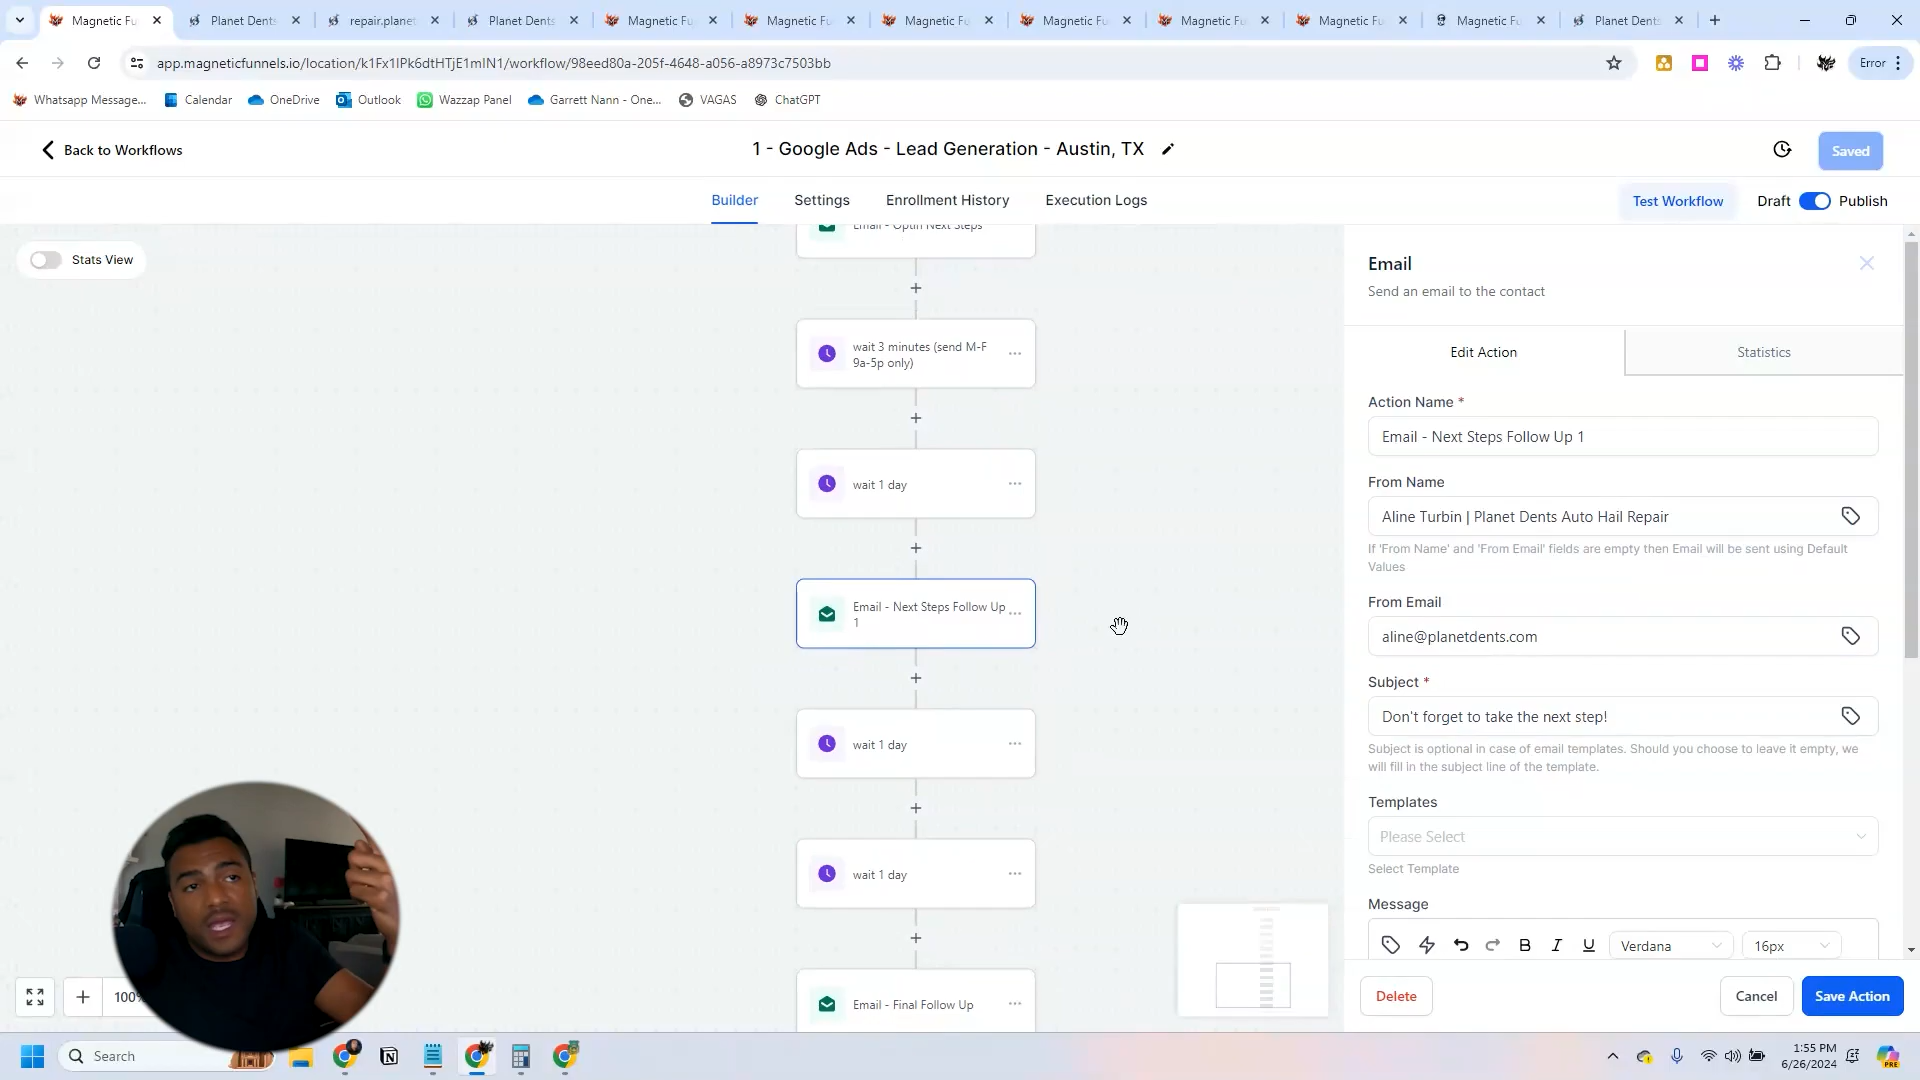 Magnetic Fu
Planet Dents
repair.planet
Planet Dents
Magnetic Fu
Magnetic Fu
Magnetic Fu
Magnetic Fu
Magnetic Fu
Magnetic Fu
Magnetic Fu
Planet Dents
app.magneticfunnels.io/location/k1Fx1IPk6dtHTjE1mIN1/workflow/98eed80a-205f-4648-a056-a8973c7503bb
Error
Whatsapp Message...
Calendar
OneDrive
Outlook
Wazzap Panel
Garrett Nann - One...
VAGAS
ChatGPT
Back to Workflows
1 - Google Ads - Lead Generation - Austin, TX
Saved
Builder
Settings
Enrollment History
Execution Logs
Test Workflow
Draft
Publish
Stats View
Email - Optin Next Steps
wait 3 minutes (send M-F
9a-5p only)
wait 1 day
Email - Next Steps Follow Up
1
wait 1 day
wait 1 day
Email - Final Follow Up
100%
Email
Send an email to the contact
Edit Action
Statistics
Action Name *
Email - Next Steps Follow Up 1
From Name
Aline Turbin | Planet Dents Auto Hail Repair
If 'From Name' and 'From Email' fields are empty then Email will be sent using Default
Values
From Email
aline@planetdents.com
Subject *
Don't forget to take the next step!
Subject is optional in case of email templates. Should you choose to leave it empty, we
will fill in the subject line of the template.
Templates
Please Select
Select Template
Message
B I U
Verdana
16px
Delete
Cancel
Save Action
Search
1:55 PM
6/26/2024
PRE